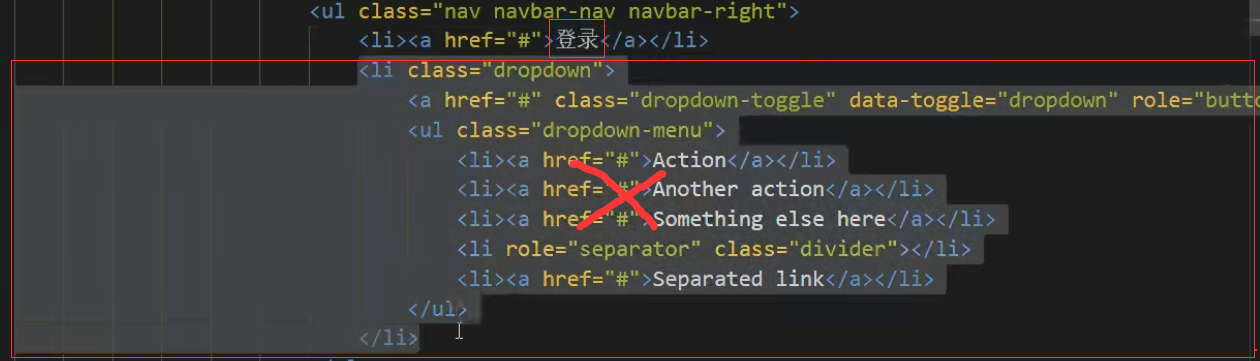 <ul class="nav navbar-nav navbar-right">
<li><a href="#">登录</a></li>
<li class="dropdown">
<a href="#" class="dropdown-toggle" data-toggle="dropdown" role="butto
<ul class="dropdown-menu">
<li><a href="#">Action</a></li>
<li><a href="#">Another action</a></li>
<li><a href="#">Something else here</a></li>
<li role="separator" class="divider"></li>
<li><a href="#">Separated link</a></li>
</ul>
</li>